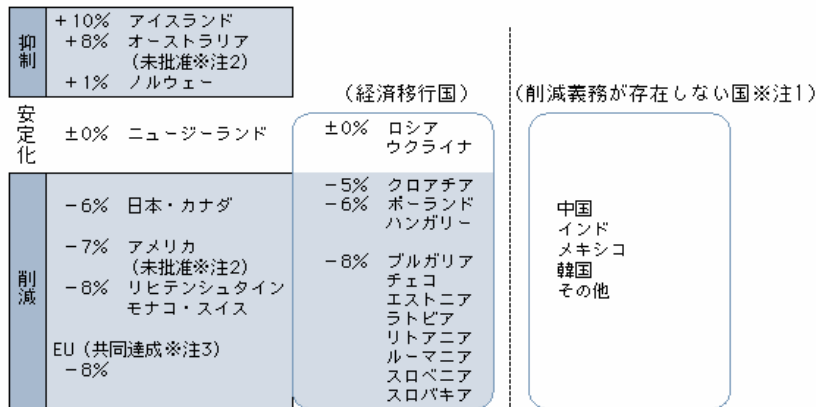 抑制
+10% アイスランド
+8% オーストラリア
(未批准※注2)
+1% ノルウェー
安定化
±0% ニュージーランド
削減
-6% 日本・カナダ
-7% アメリカ
(未批准※注2)
-8% リヒテンシュタイン
モナコ・スイス
EU(共同達成※注3)
-8%
(経済移行国)
±0% ロシア
ウクライナ
-5% クロアチア
-6% ポーランド
ハンガリー
-8% ブルガリア
チェコ
エストニア
ラトビア
リトアニア
ルーマニア
スロベニア
スロバキア
(削減義務が存在しない国※注1)
中国
インド
メキシコ
韓国
その他